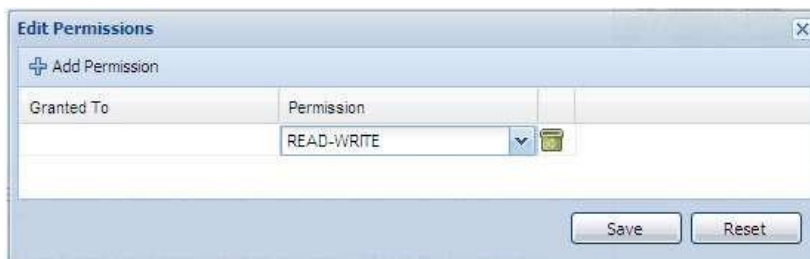 Edit Permissions
Add Permission
Granted To Permission
READ-WRITE
Save Reset